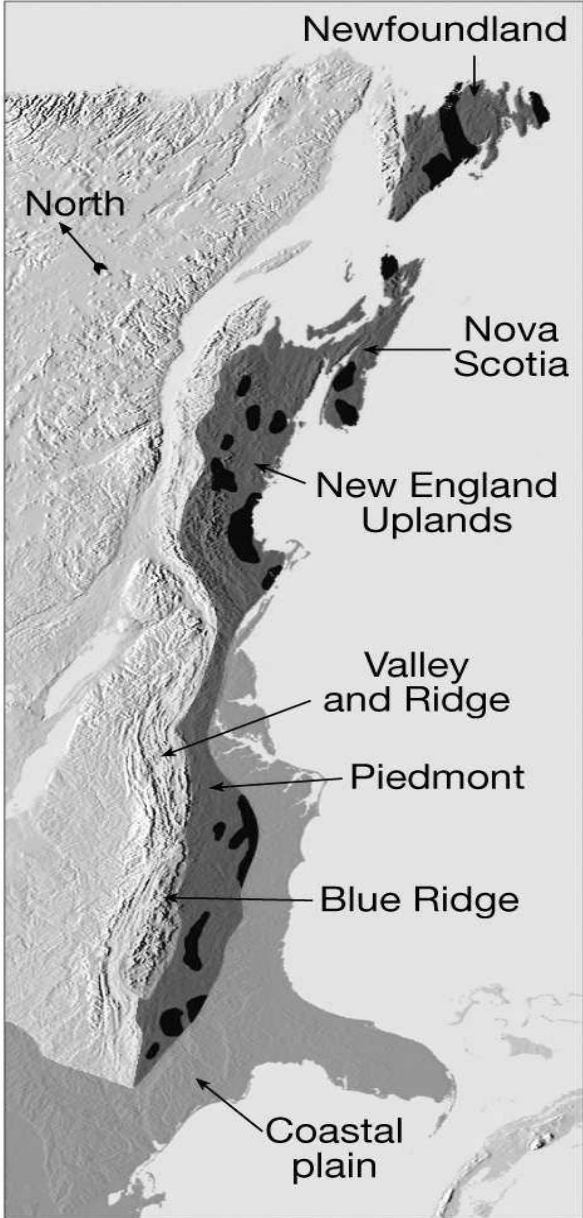 Newfoundland
North
Nova
Scotia
New England
Uplands
Valley
and Ridge
Piedmont
Blue Ridge
Coastal
plain